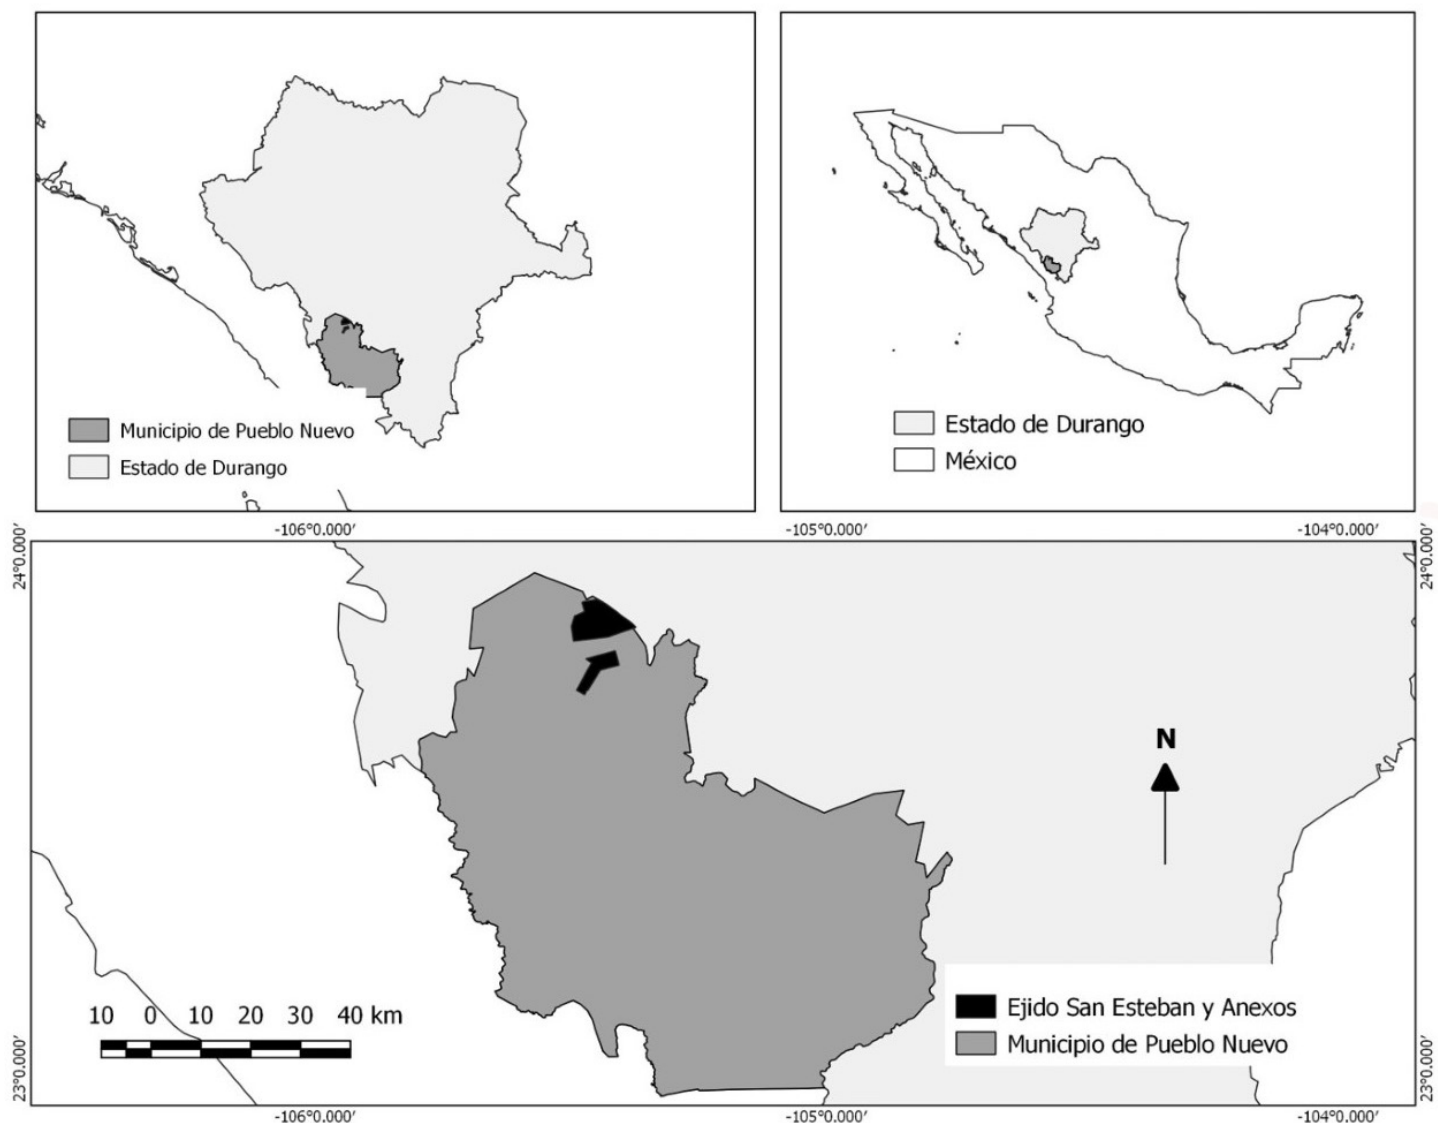 Municipio de Pueblo Nuevo
Estado de Durango
Estado de Durango
México
-106°0.000′
-105°0.000′
-104°0.000′
24°0.000′
24°0.000′
N
10 0 10 20 30 40 km
Ejido San Esteban y Anexos
Municipio de Pueblo Nuevo
23°0.000′
23°0.000′
-106°0.000′
-105°0.000′
-104°0.000′